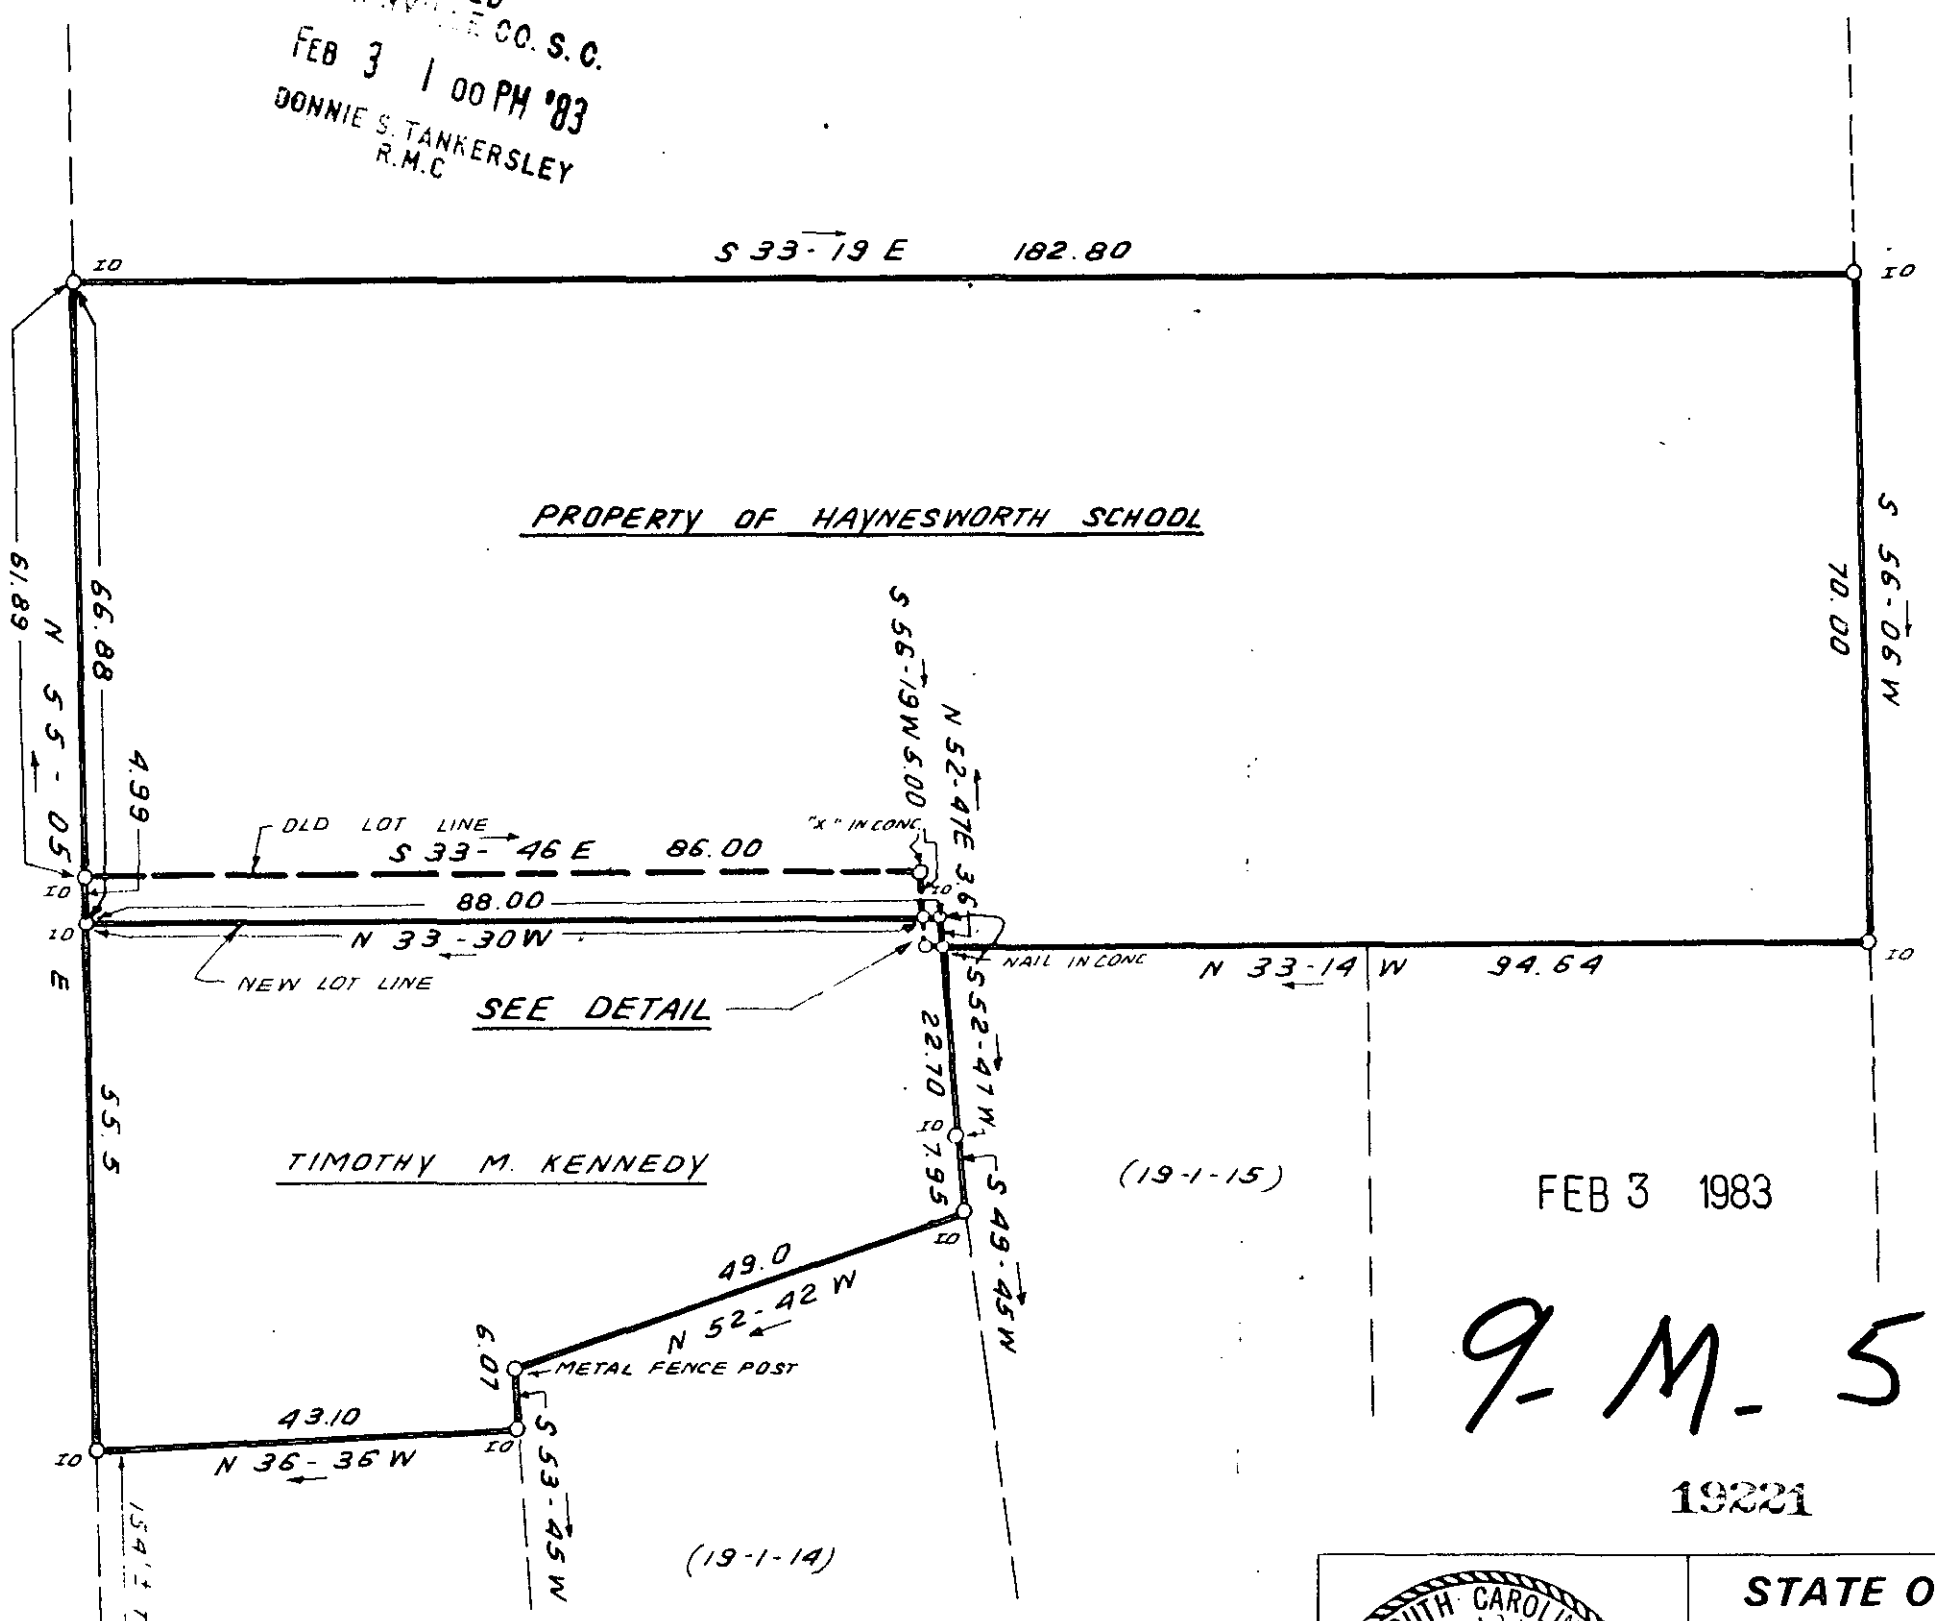 CO. S. C.
FEB 3 1 00 PM '83
DONNIE S. TANKERSLEY
R.M.C
S 33-19 E 182.80
IO
IO
61.89
66.88
N 55-05 E
4.99
PROPERTY OF HAYNESWORTH SCHOOL
S 56-06 W
70.00
S 56-19 W 5.00
N 52-47 E 3.6
OLD LOT LINE
S 33-46 E 86.00
"X" IN CONC.
IO
IO
88.00
IO
N 33-30 W
NEW LOT LINE
NAIL IN CONC
N 33-14 W 94.64
IO
SEE DETAIL
22.70
S 52-47 W
55.5
IO
TIMOTHY M. KENNEDY
7.95
S 49-45 W
(19-1-15)
FEB 3 1983
IO
49.0
N 52-42 W
6.07
METAL FENCE POST
9-M-5
43.10
IO
IO
N 36-36 W
S 53-45 W
154'±
19221
(19-1-14)
STATE O
UTH CAROLIN